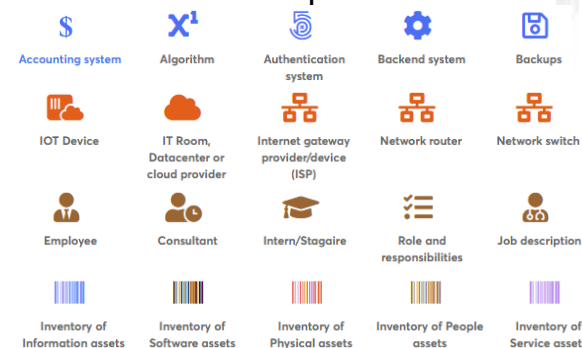 $ X¹ 5
Accounting system Algorithm Authentication Backend system Backups
system
IOT Device IT Room, Internet gateway Network router Network switch
Datacenter or provider/device
cloud provider (ISP)
Employee Consultant Intern/Stagaire Role and Job description
responsibilities
Inventory of Inventory of Inventory of Inventory of People Inventory of
Information assets Software assets Physical assets assets Service asset